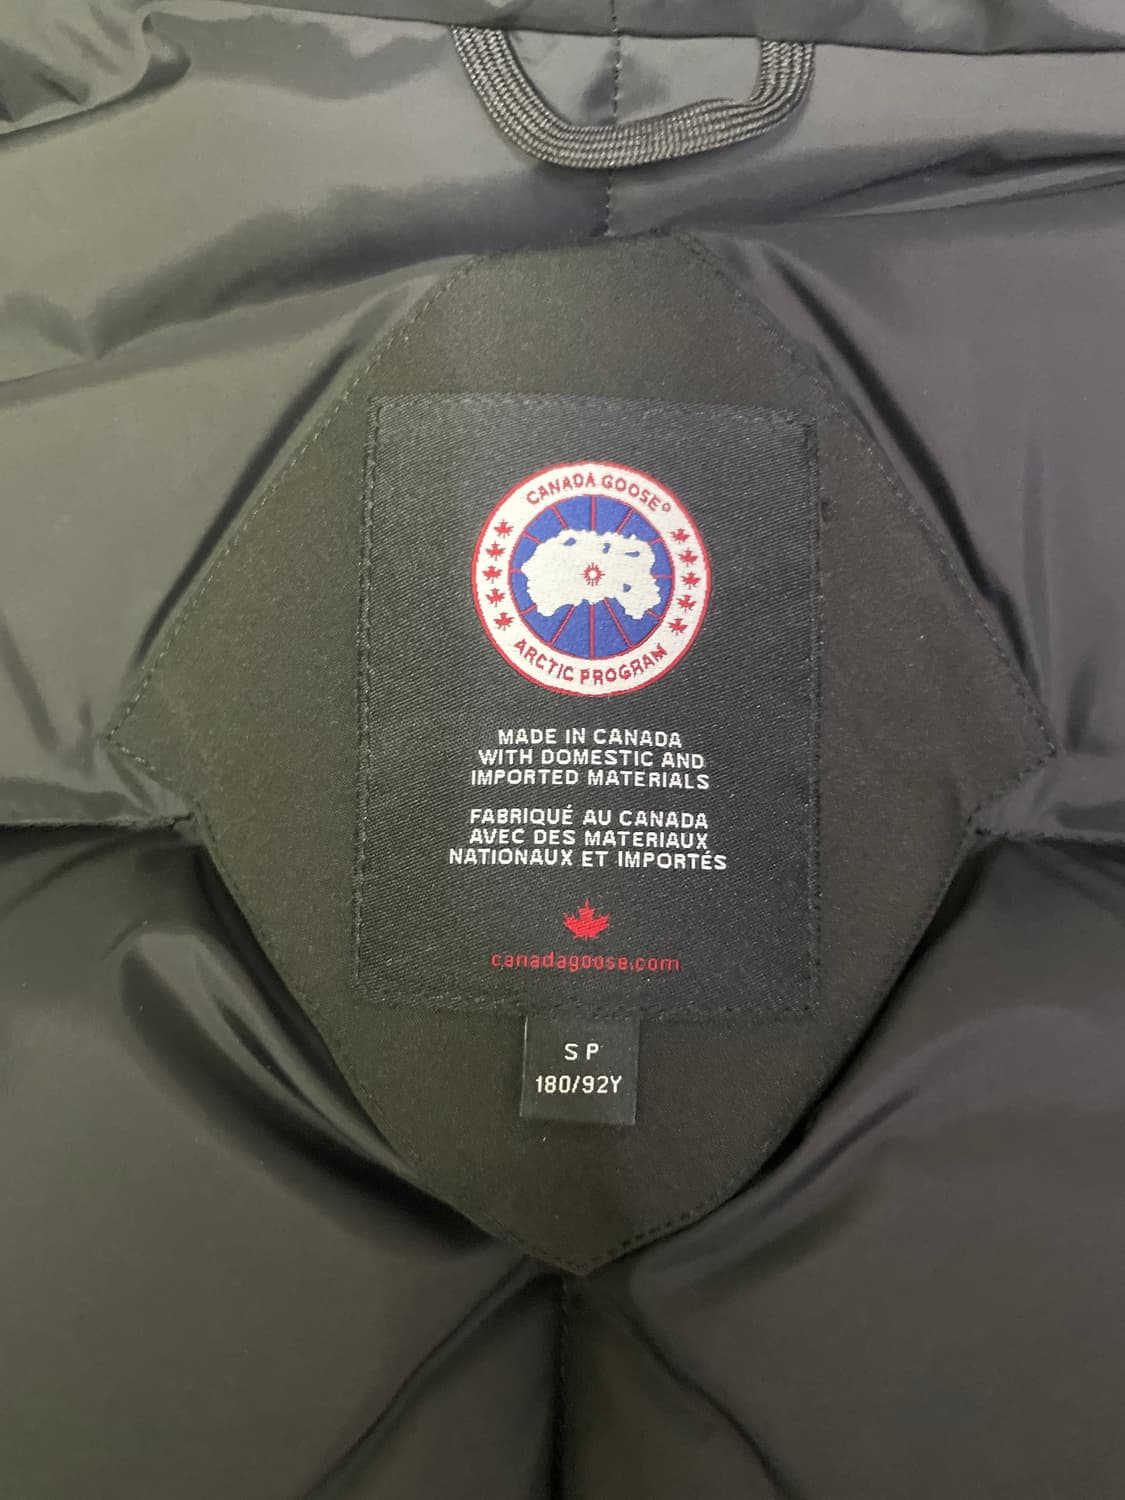 CANADA GOOSE
ARCTIC PROGRAM
MADE IN CANADA
WITH DOMESTIC AND
IMPORTED MATERIALS
FABRIQUÉ AU CANADA
AVEC DES MATERIAUX
NATIONAUX ET IMPORTÉS
canadagoose.com
S P
180/92Y